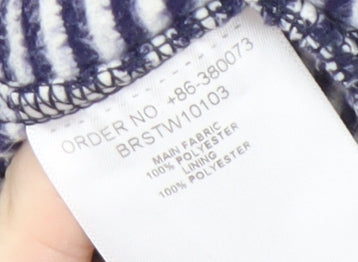 ORDER NO. +86-380073
BRSTW10103
MAIN FABRIC
100% POLYESTER
LINING
100% POLYESTER